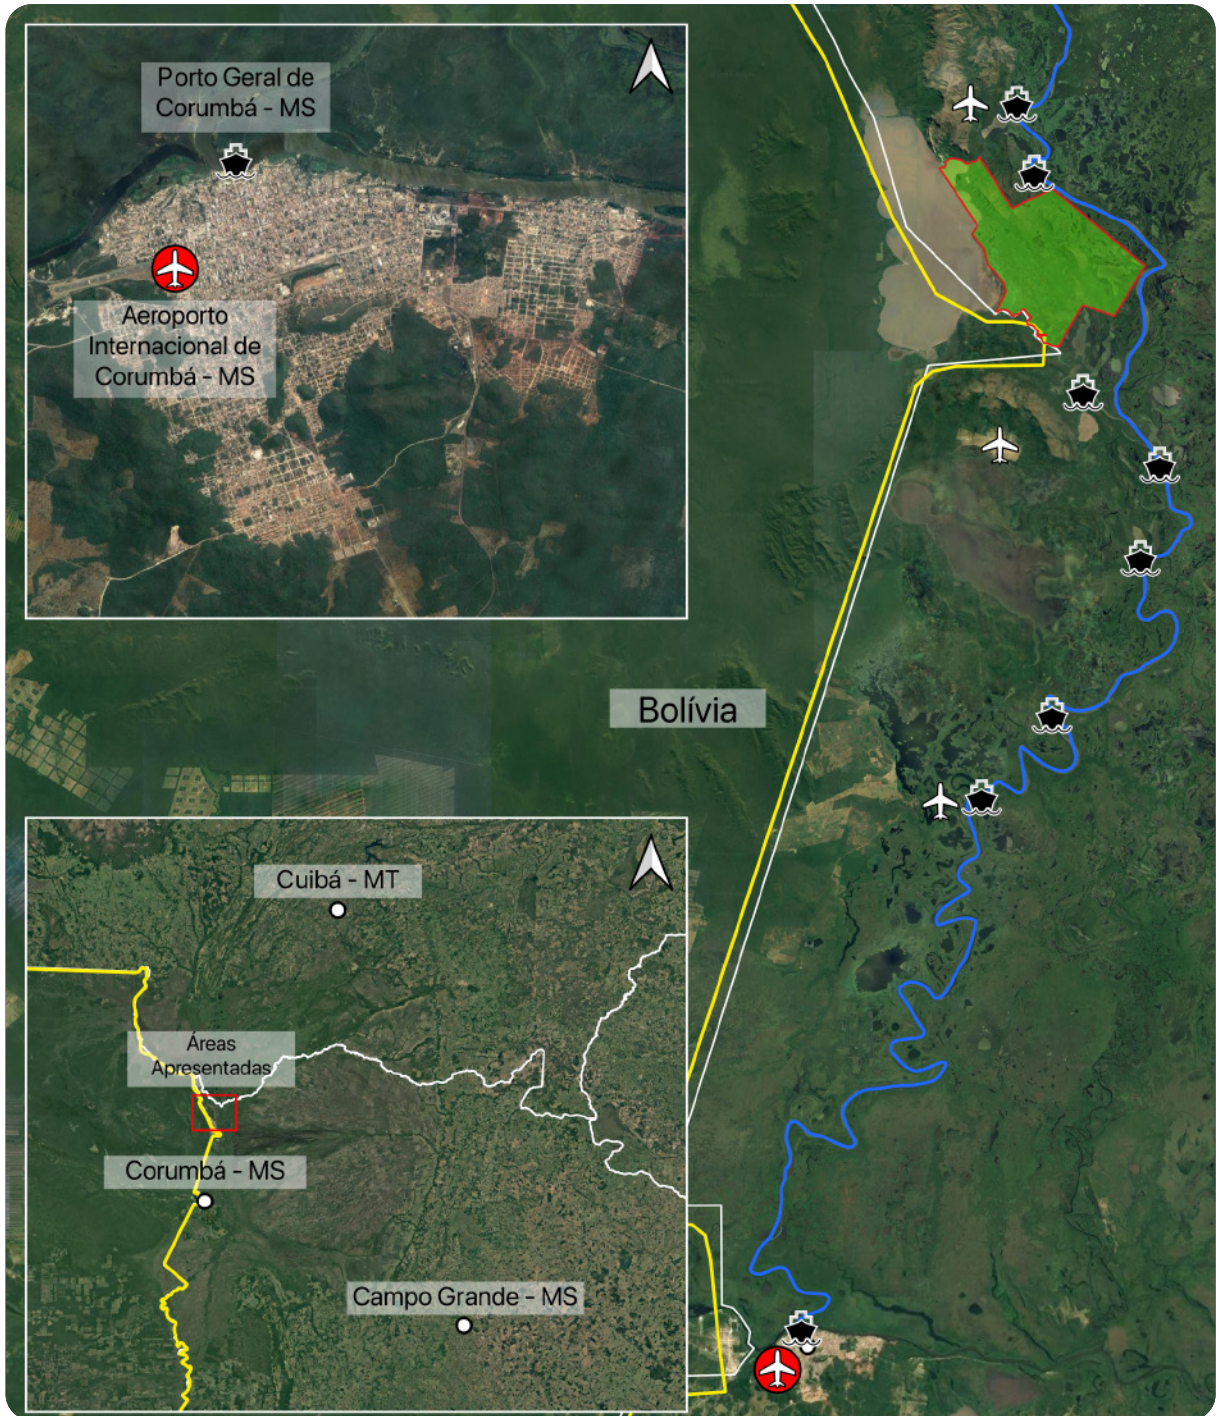 Porto Geral de
Corumbá - MS
Aeroporto
Internacional de
Corumbá - MS
Bolívia
Cuibá - MT
Áreas
Apresentadas
Corumbá - MS
Campo Grande - MS